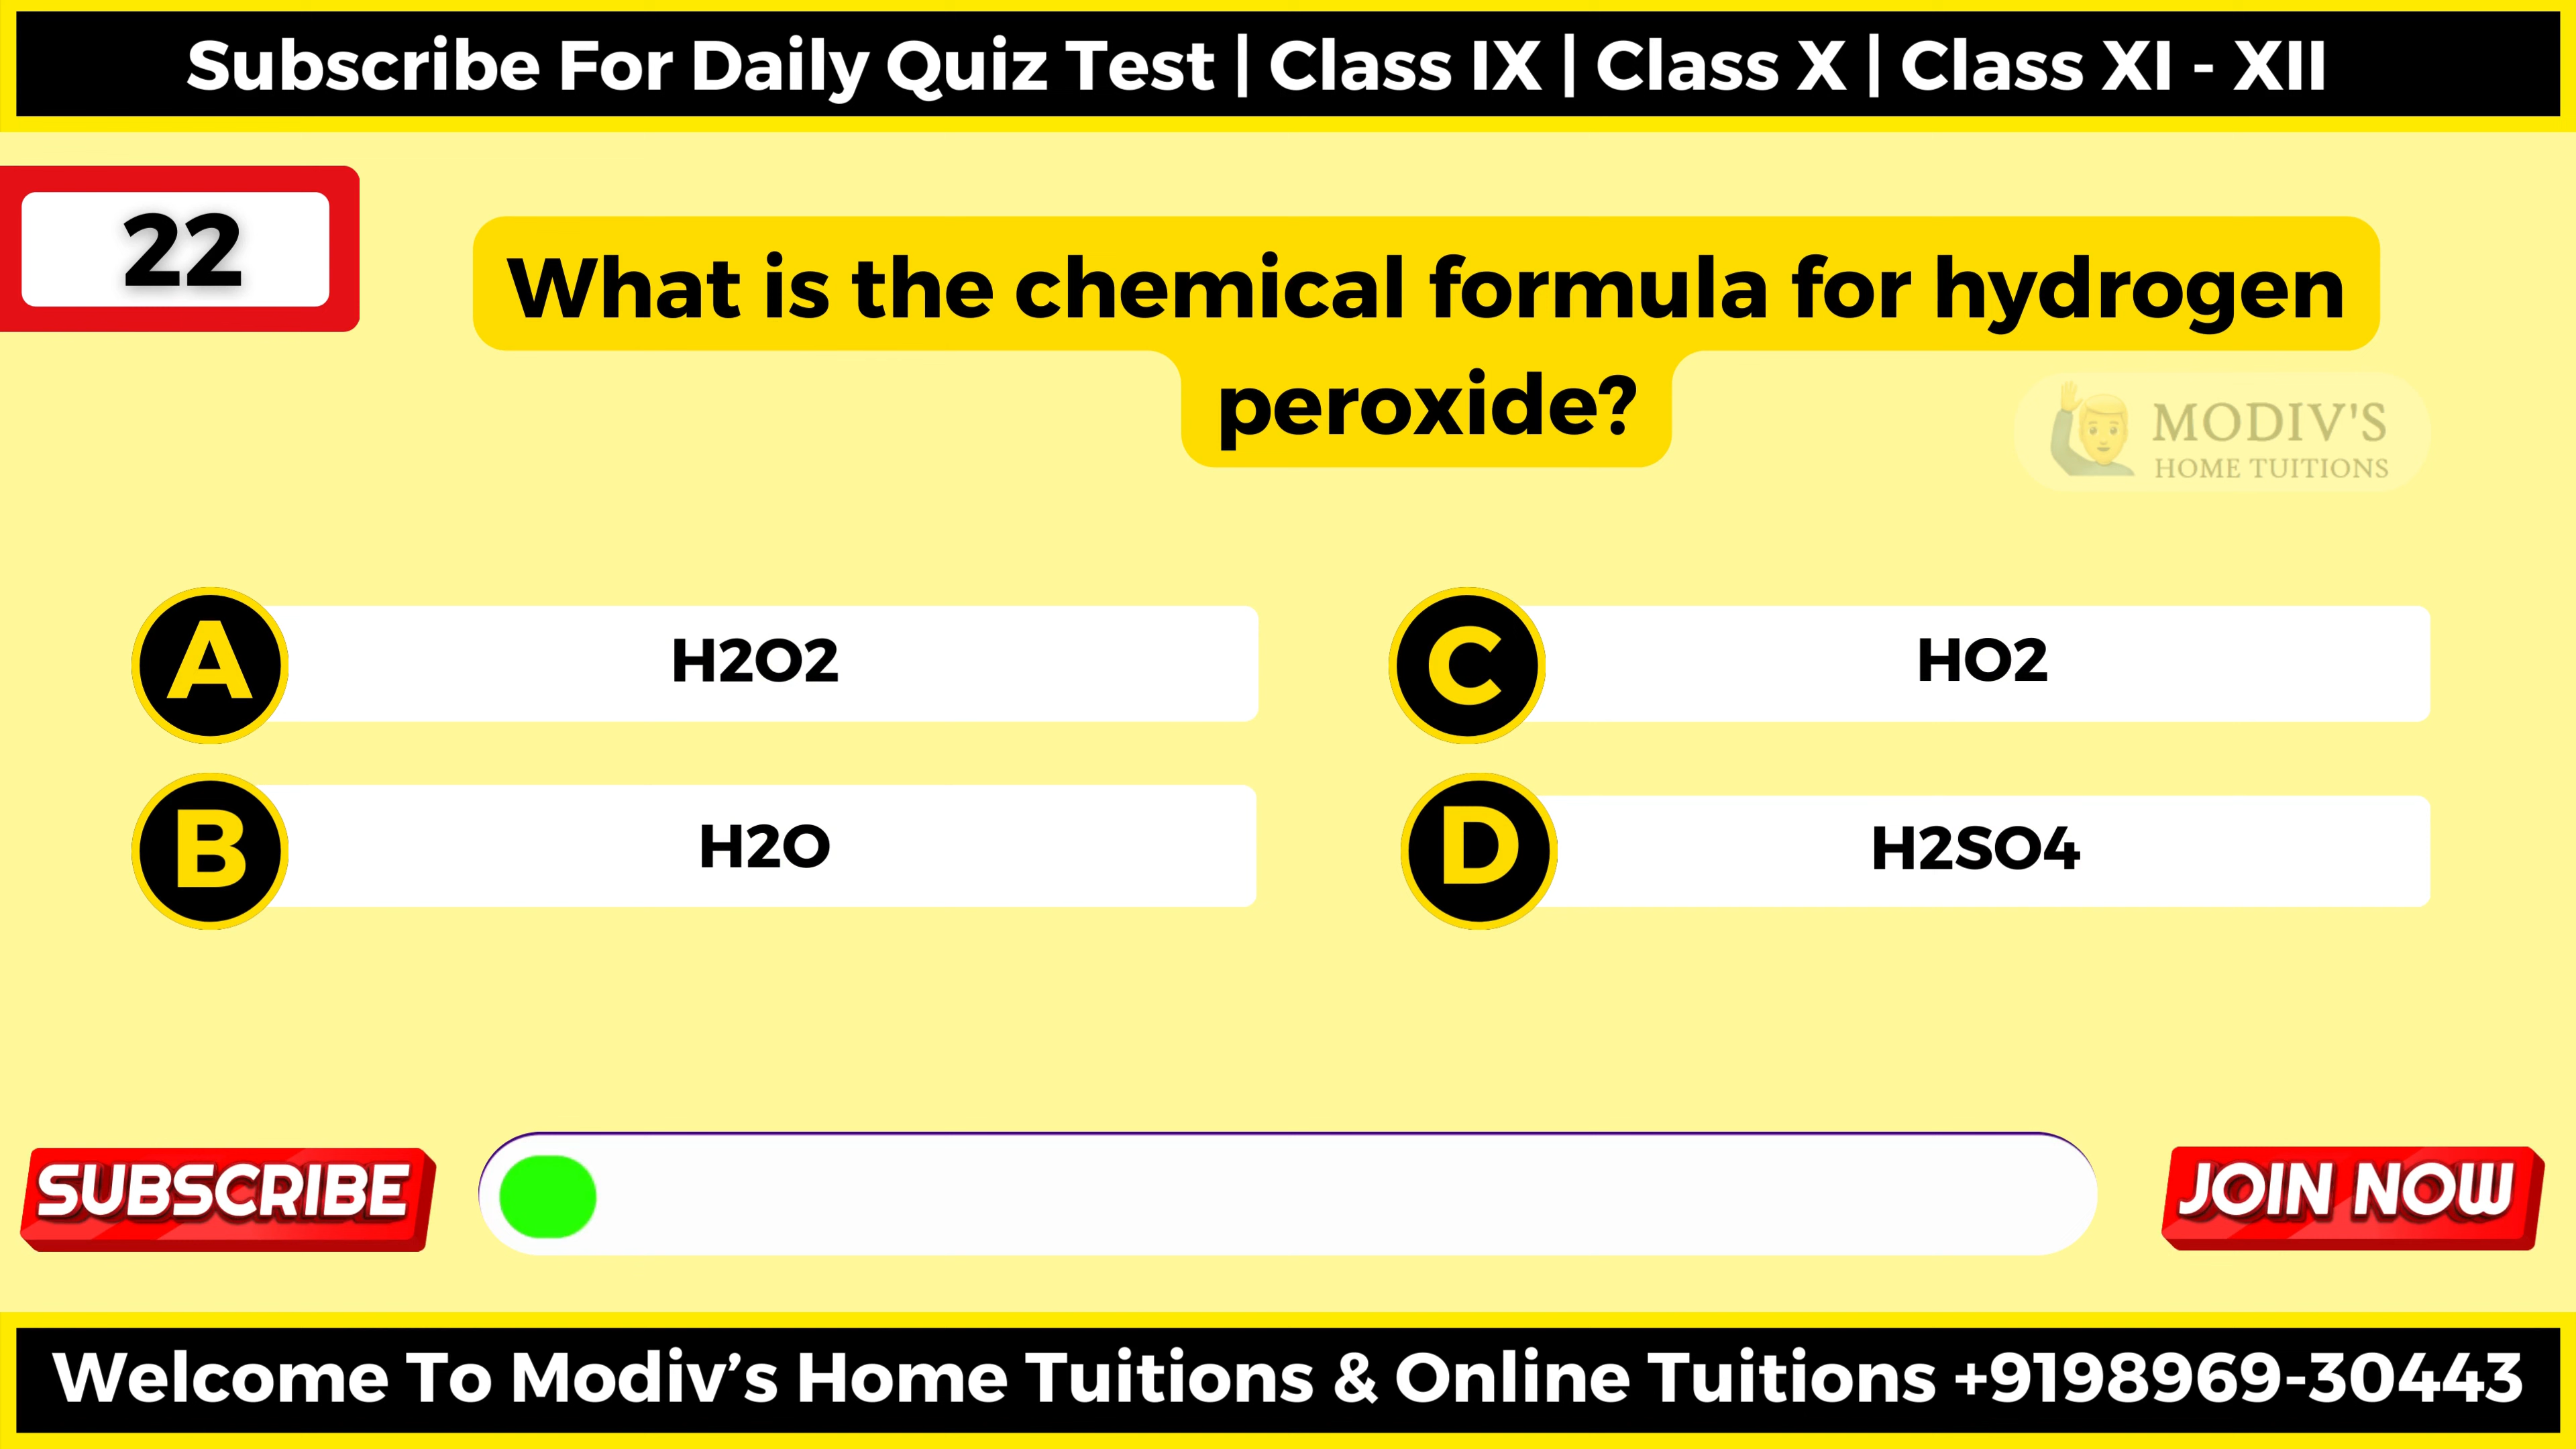 Subscribe For Daily Quiz Test | Class IX | Class X | Class XI - XII
22
What is the chemical formula for hydrogen
peroxide?
MODIV'S
HOME TUITIONS
A
H2O2
B
H2O
C
HO2
D
H2SO4
SUBSCRIBE
JOIN NOW
Welcome To Modiv’s Home Tuitions & Online Tuitions +9198969-30443